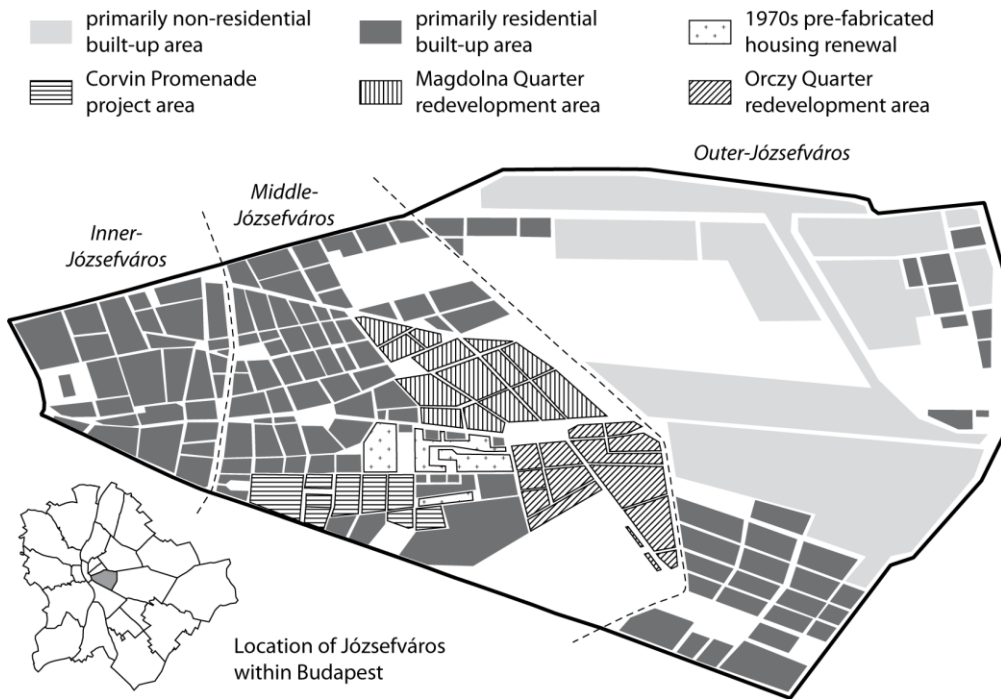 primarily non-residential
built-up area
primarily residential
built-up area
1970s pre-fabricated
housing renewal
Corvin Promenade
project area
Magdolna Quarter
redevelopment area
Orczy Quarter
redevelopment area
Outer-Józsefváros
Middle-
Józsefváros
Inner-
Józsefváros
Location of Józsefváros
within Budapest